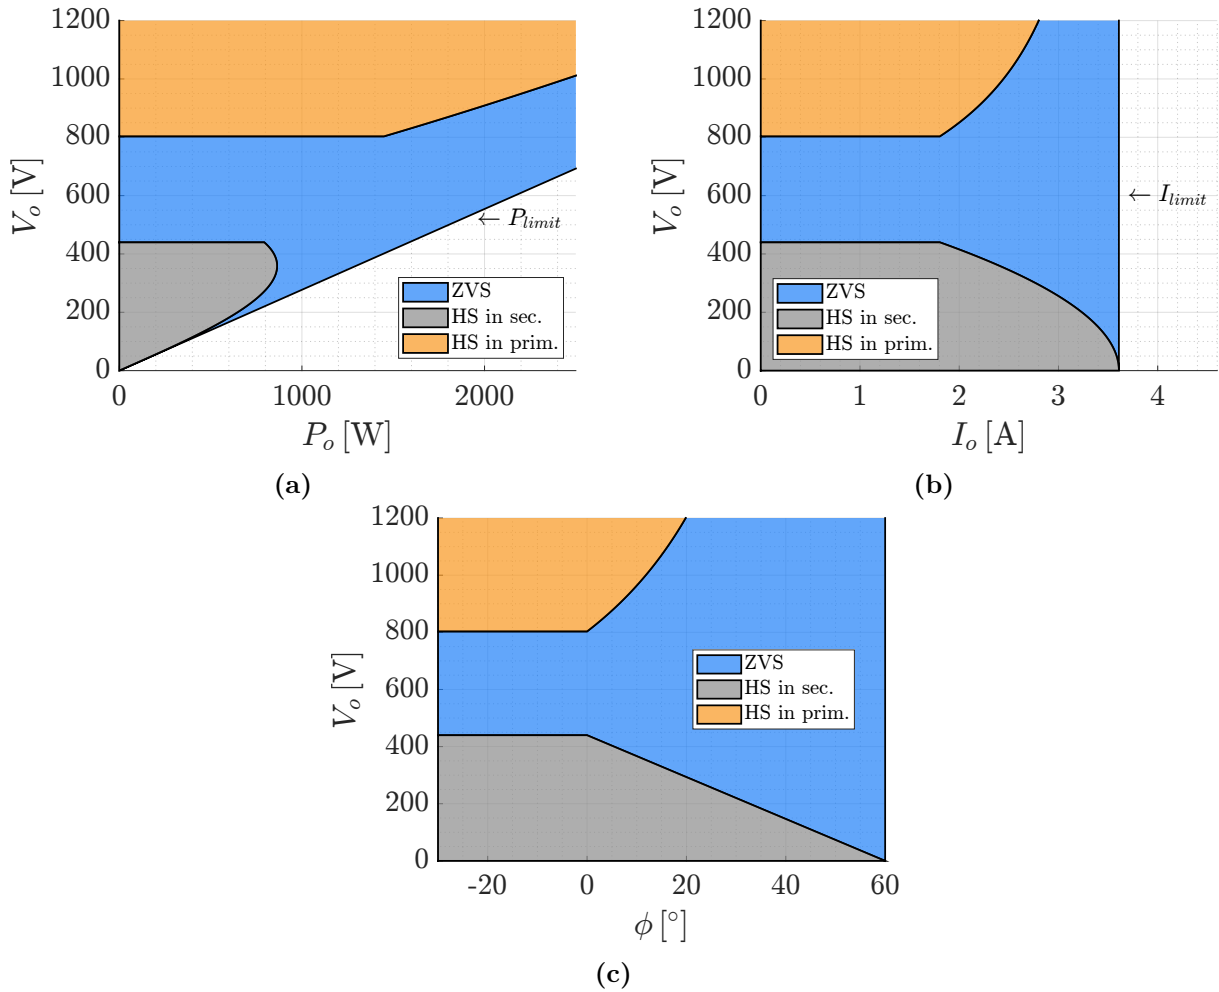 1200
1000
800
600
400
200
0
V_o [V]
0 1000 2000
P_o [W]
← P_limit
ZVS
HS in sec.
HS in prim.
(a)
1200
1000
800
600
400
200
0
V_o [V]
0 1 2 3 4
I_o [A]
← I_limit
ZVS
HS in sec.
HS in prim.
(b)
1200
1000
800
600
400
200
0
V_o [V]
-20 0 20 40 60
ϕ [°]
ZVS
HS in sec.
HS in prim.
(c)